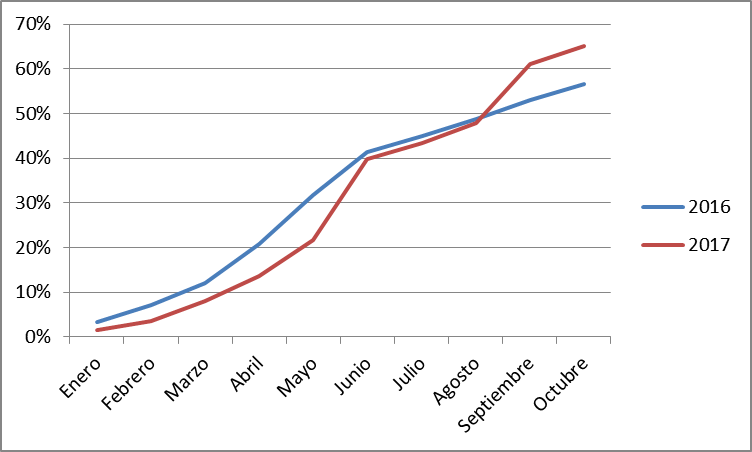 70%
60%
50%
40%
30%
20%
10%
0%
Enero
Febrero
Marzo
Abril
Mayo
Junio
Julio
Agosto
Septiembre
Octubre
2016
2017